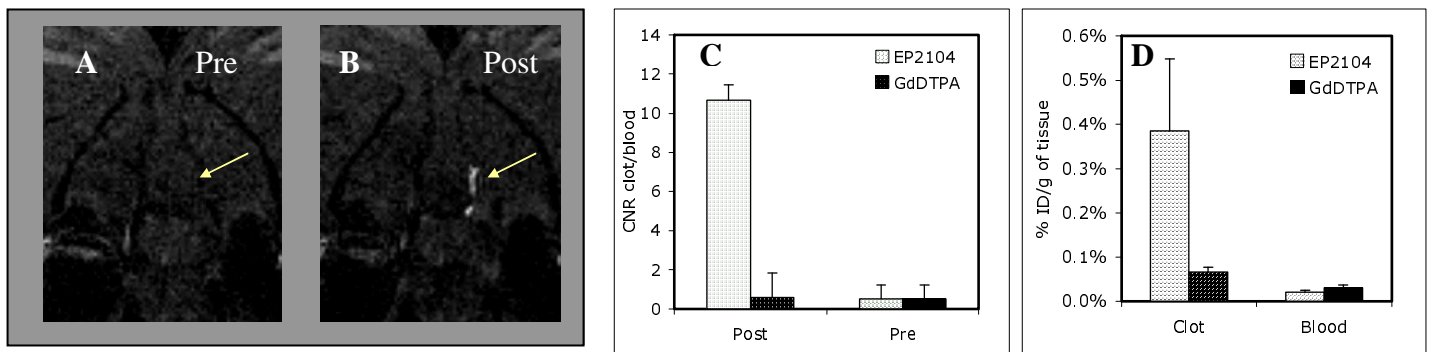 A Pre
B Post
C
14
12
10
8
6
4
2
0
CNR clot/blood
EP2104
GdDTPA
Post Pre
D
0.6%
0.5%
0.4%
0.3%
0.2%
0.1%
0.0%
% ID/g of tissue
EP2104
GdDTPA
Clot Blood